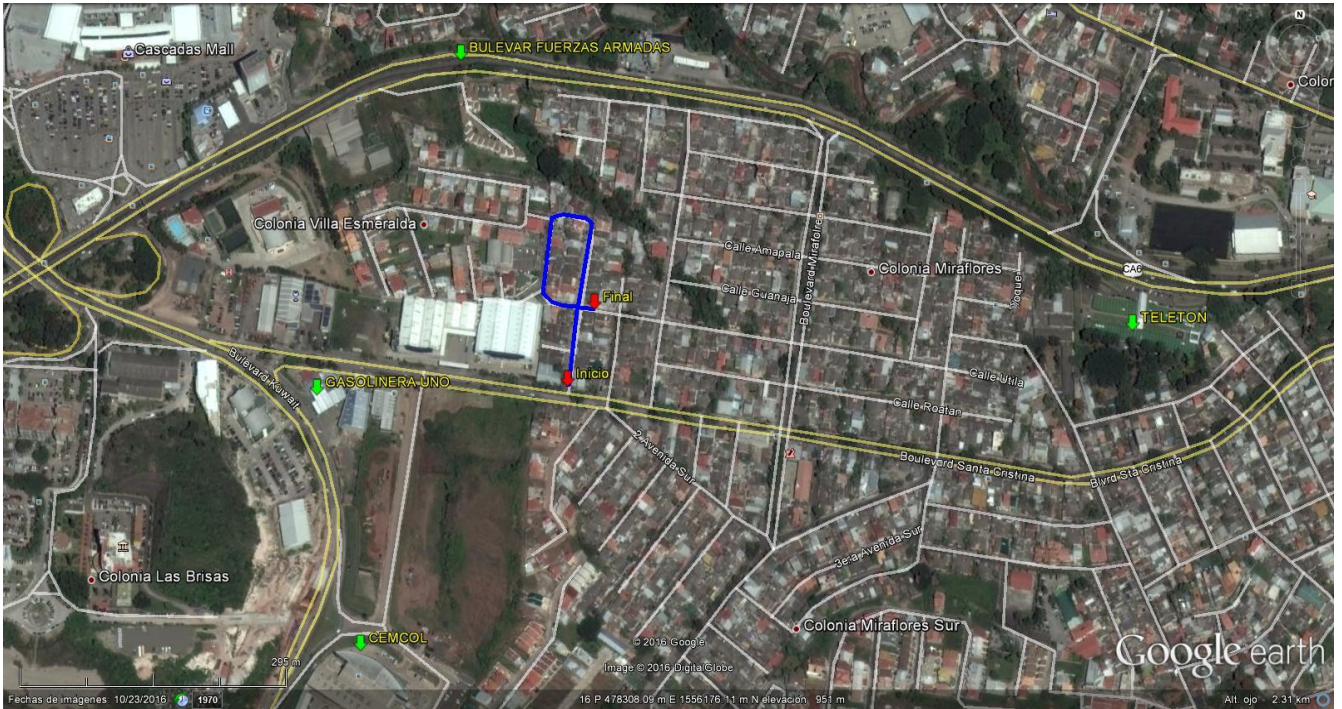 Cascadas Mall
BULEVAR FUERZAS ARMADAS
N
Colonia Villa Esmeralda
Calle Amapala
Colonia Miraflores
CA6
Calle Guanaja
Final
TELETON
Inicio
GASOLINERA UNO
Bulevard Kuwait
Calle Utila
Calle Roatan
2 Avenida Sur
Boulevard Santa Cristina
Blvrd Sta Cristina
3era Avenida Sur
Colonia Las Brisas
Colonia Miraflores Sur
CEMCOL
© 2016 Google
Image © 2016 DigitalGlobe
Google earth
295 m
Fechas de imágenes: 10/23/2016
1970
16 P 478308.09 m E 1556176.11 m N elevación 951 m
Alt. ojo 2.31 km